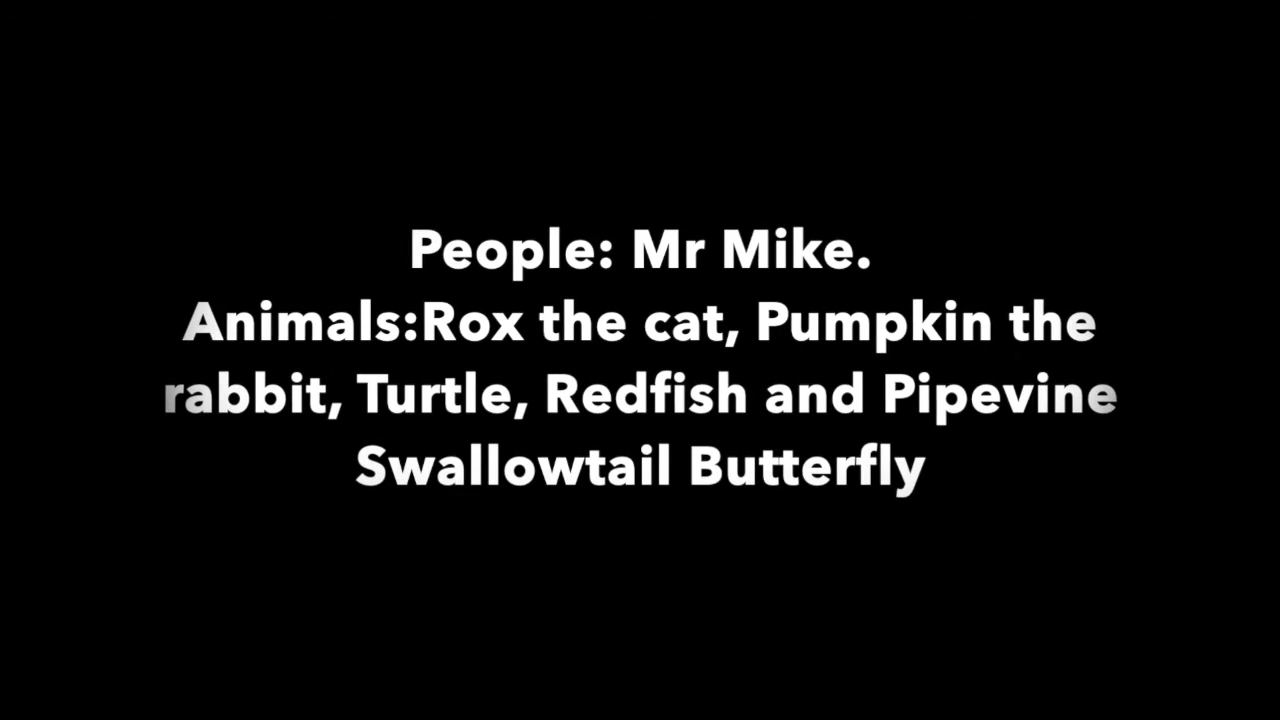 People: Mr Mike.
Animals:Rox the cat, Pumpkin the
rabbit, Turtle, Redfish and Pipevine
Swallowtail Butterfly